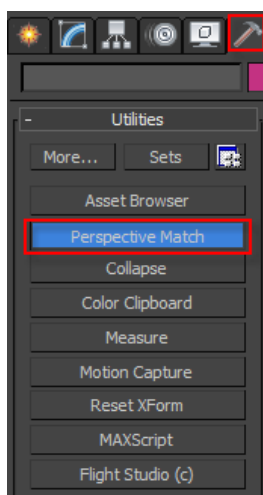 - Utilities
More... Sets
Asset Browser
Perspective Match
Collapse
Color Clipboard
Measure
Motion Capture
Reset XForm
MAXScript
Flight Studio (c)